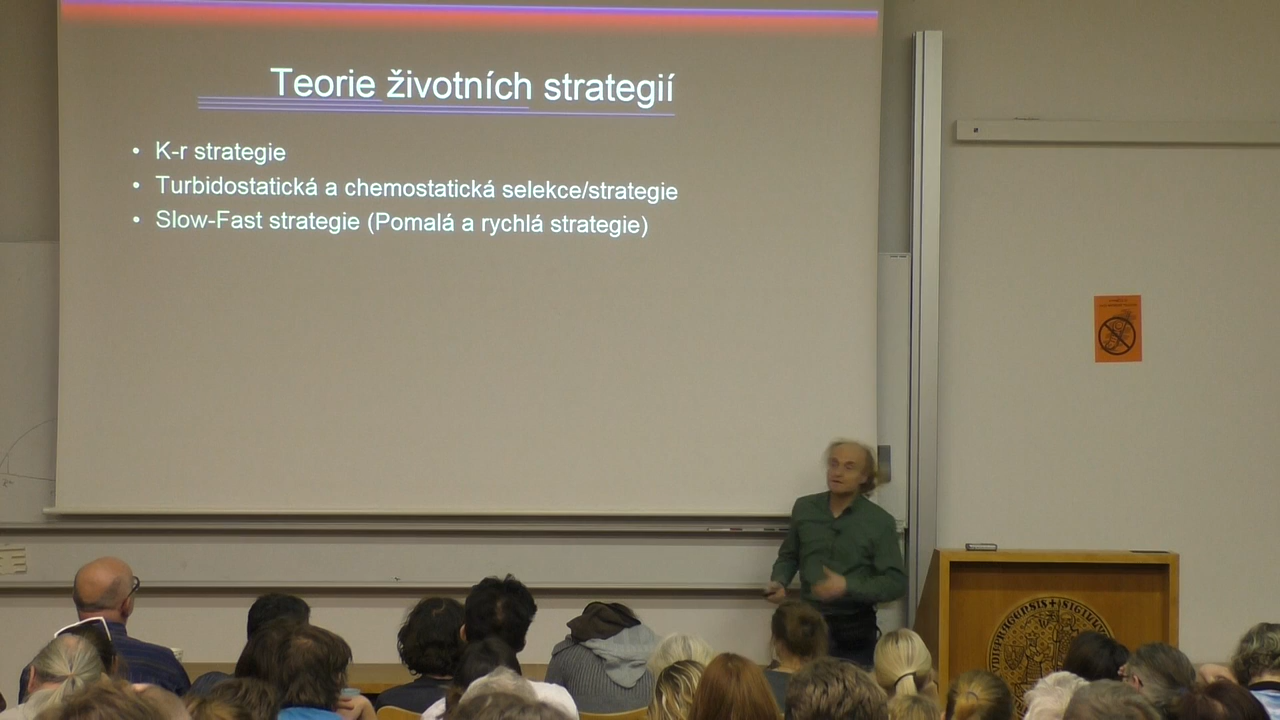 Teorie životních strategií
• K-r strategie
• Turbidostatická a chemostatická selekce/strategie
• Slow-Fast strategie (Pomalá a rychlá strategie)